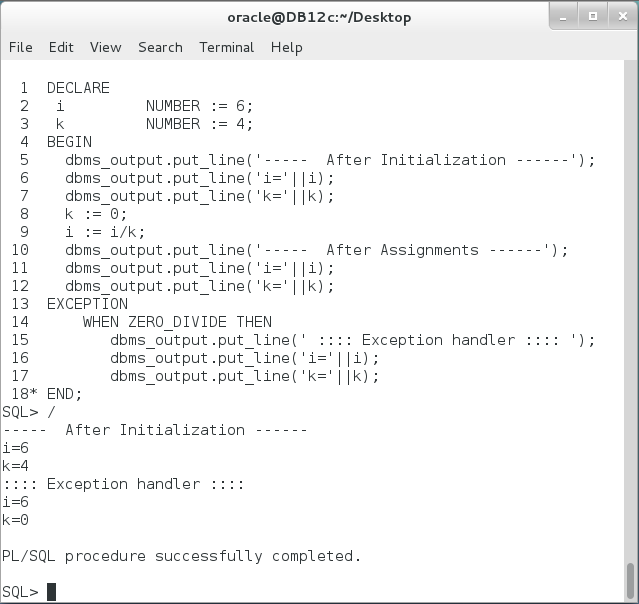 oracle@DB12c:~/Desktop
File Edit View Search Terminal Help
1 DECLARE
2 i NUMBER := 6;
3 k NUMBER := 4;
4 BEGIN
5 dbms_output.put_line('----- After Initialization ------');
6 dbms_output.put_line('i='||i);
7 dbms_output.put_line('k='||k);
8 k := 0;
9 i := i/k;
10 dbms_output.put_line('----- After Assignments ------');
11 dbms_output.put_line('i='||i);
12 dbms_output.put_line('k='||k);
13 EXCEPTION
14 WHEN ZERO_DIVIDE THEN
15 dbms_output.put_line(' :::: Exception handler :::: ');
16 dbms_output.put_line('i='||i);
17 dbms_output.put_line('k='||k);
18* END;
SQL> /
----- After Initialization ------
i=6
k=4
:::: Exception handler ::::
i=6
k=0
PL/SQL procedure successfully completed.
SQL>